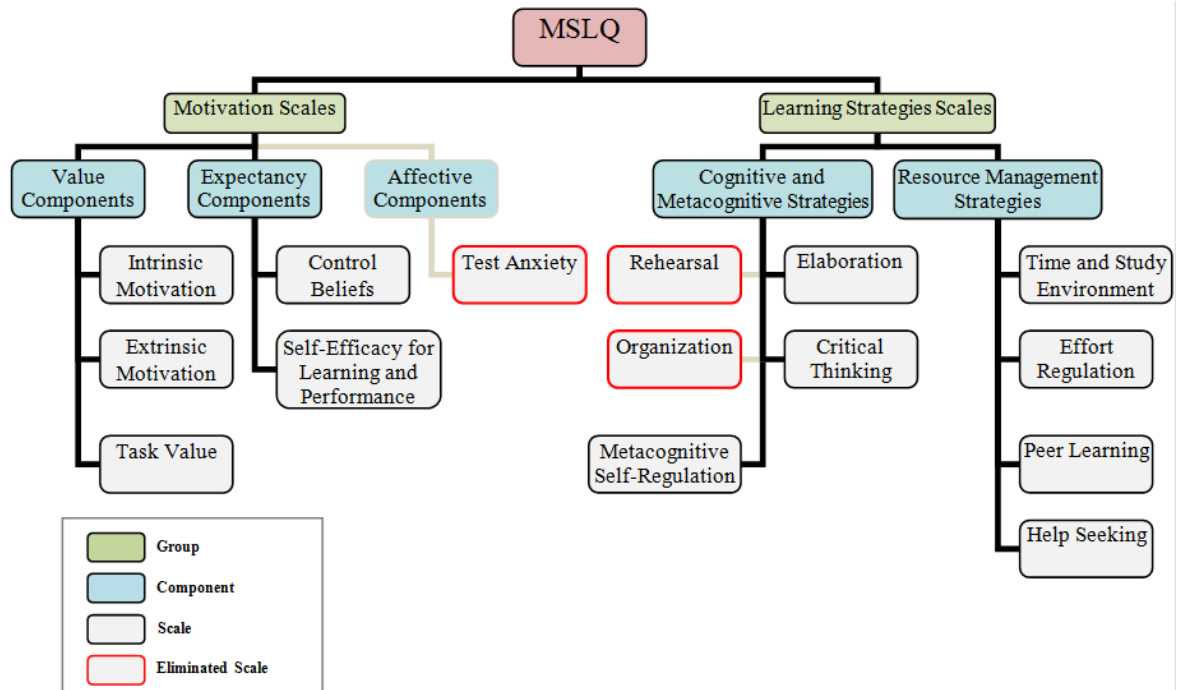 MSLQ
Motivation Scales
Learning Strategies Scales
Value
Components
Expectancy
Components
Affective
Components
Cognitive and
Metacognitive Strategies
Resource Management
Strategies
Intrinsic
Motivation
Control
Beliefs
Test Anxiety
Rehearsal
Elaboration
Time and Study
Environment
Extrinsic
Motivation
Self-Efficacy for
Learning and
Performance
Organization
Critical
Thinking
Effort
Regulation
Task Value
Metacognitive
Self-Regulation
Peer Learning
Help Seeking
Group
Component
Scale
Eliminated Scale